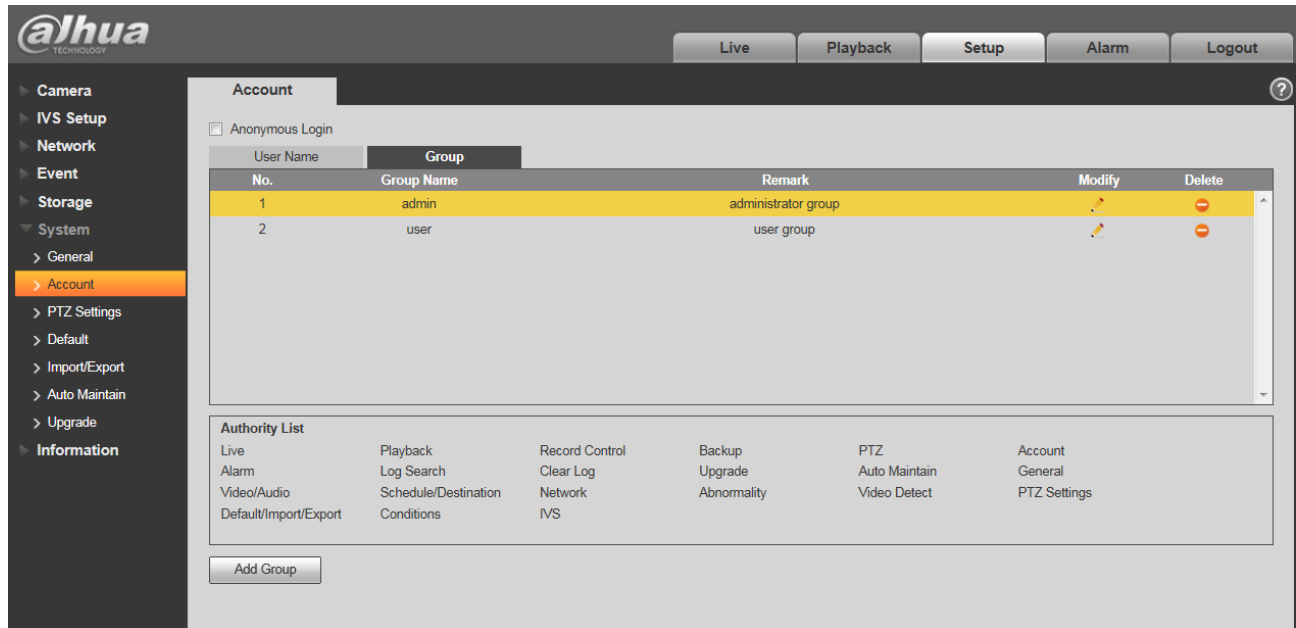 alhua
TECHNOLOGY
Live Playback Setup Alarm Logout
Camera
IVS Setup
Network
Event
Storage
System
General
Account
PTZ Settings
Default
Import/Export
Auto Maintain
Upgrade
Information
Account ?
Anonymous Login
User Name Group
No. Group Name Remark Modify Delete
1 admin administrator group
2 user user group
Authority List
Live Playback Record Control Backup PTZ Account
Alarm Log Search Clear Log Upgrade Auto Maintain General
Video/Audio Schedule/Destination Network Abnormality Video Detect PTZ Settings
Default/Import/Export Conditions IVS
Add Group